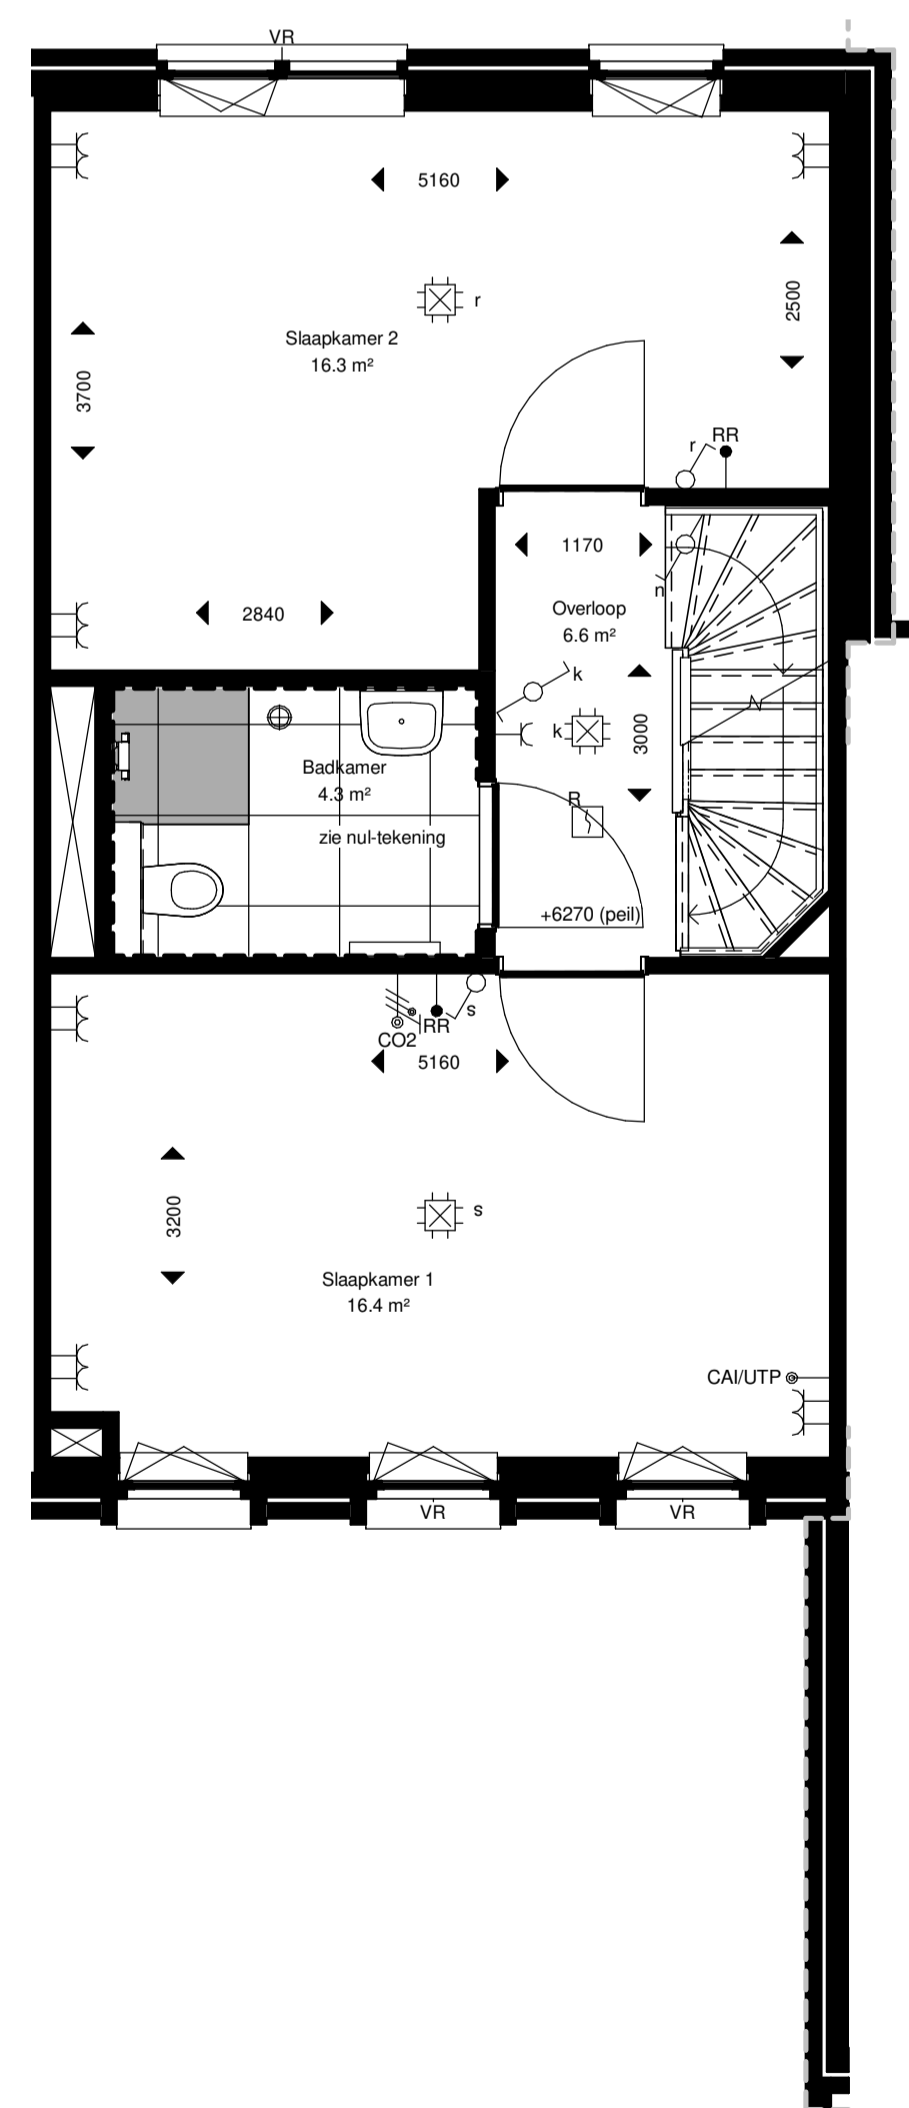 VR
5160
2500
r
Slaapkamer 2
16.3 m²
3700
r
RR
1170
n
Overloop
6.6 m²
2840
k
k
3000
Badkamer
4.3 m²
R
zie nul-tekening
+6270 (peil)
s
RR
CO2
5160
3200
s
Slaapkamer 1
16.4 m²
CAI/UTP
VR
VR